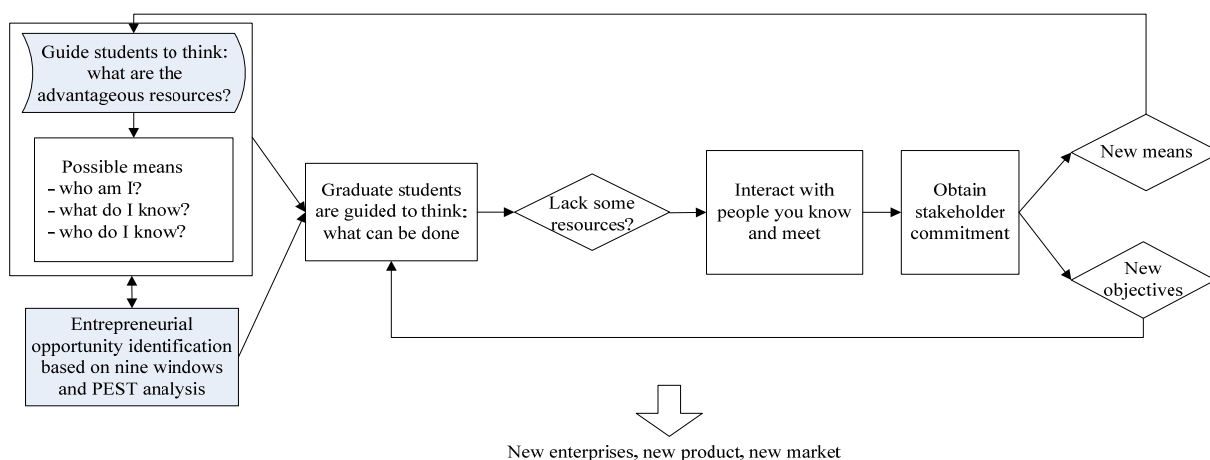 Guide students to think:
what are the
advantageous resources?
Possible means
- who am I?
- what do I know?
- who do I know?
Entrepreneurial
opportunity identification
based on nine windows
and PEST analysis
Graduate students
are guided to think:
what can be done
Lack some
resources?
Interact with
people you know
and meet
Obtain
stakeholder
commitment
New means
New
objectives
New enterprises, new product, new market